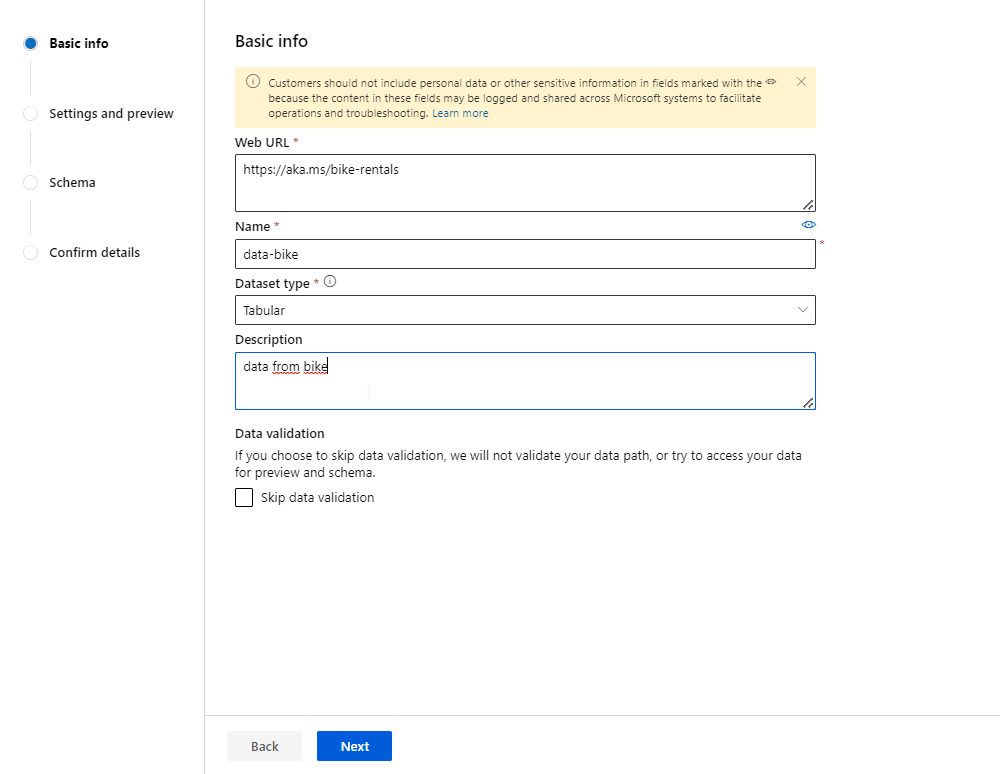 Basic info
Settings and preview
Schema
Confirm details
Basic info
Customers should not include personal data or other sensitive information in fields marked with the
because the content in these fields may be logged and shared across Microsoft systems to facilitate
operations and troubleshooting. Learn more
Web URL *
https://aka.ms/bike-rentals
Name *
data-bike
*
Dataset type *
Tabular
Description
data from bike
Data validation
If you choose to skip data validation, we will not validate your data path, or try to access your data
for preview and schema.
Skip data validation
Back
Next